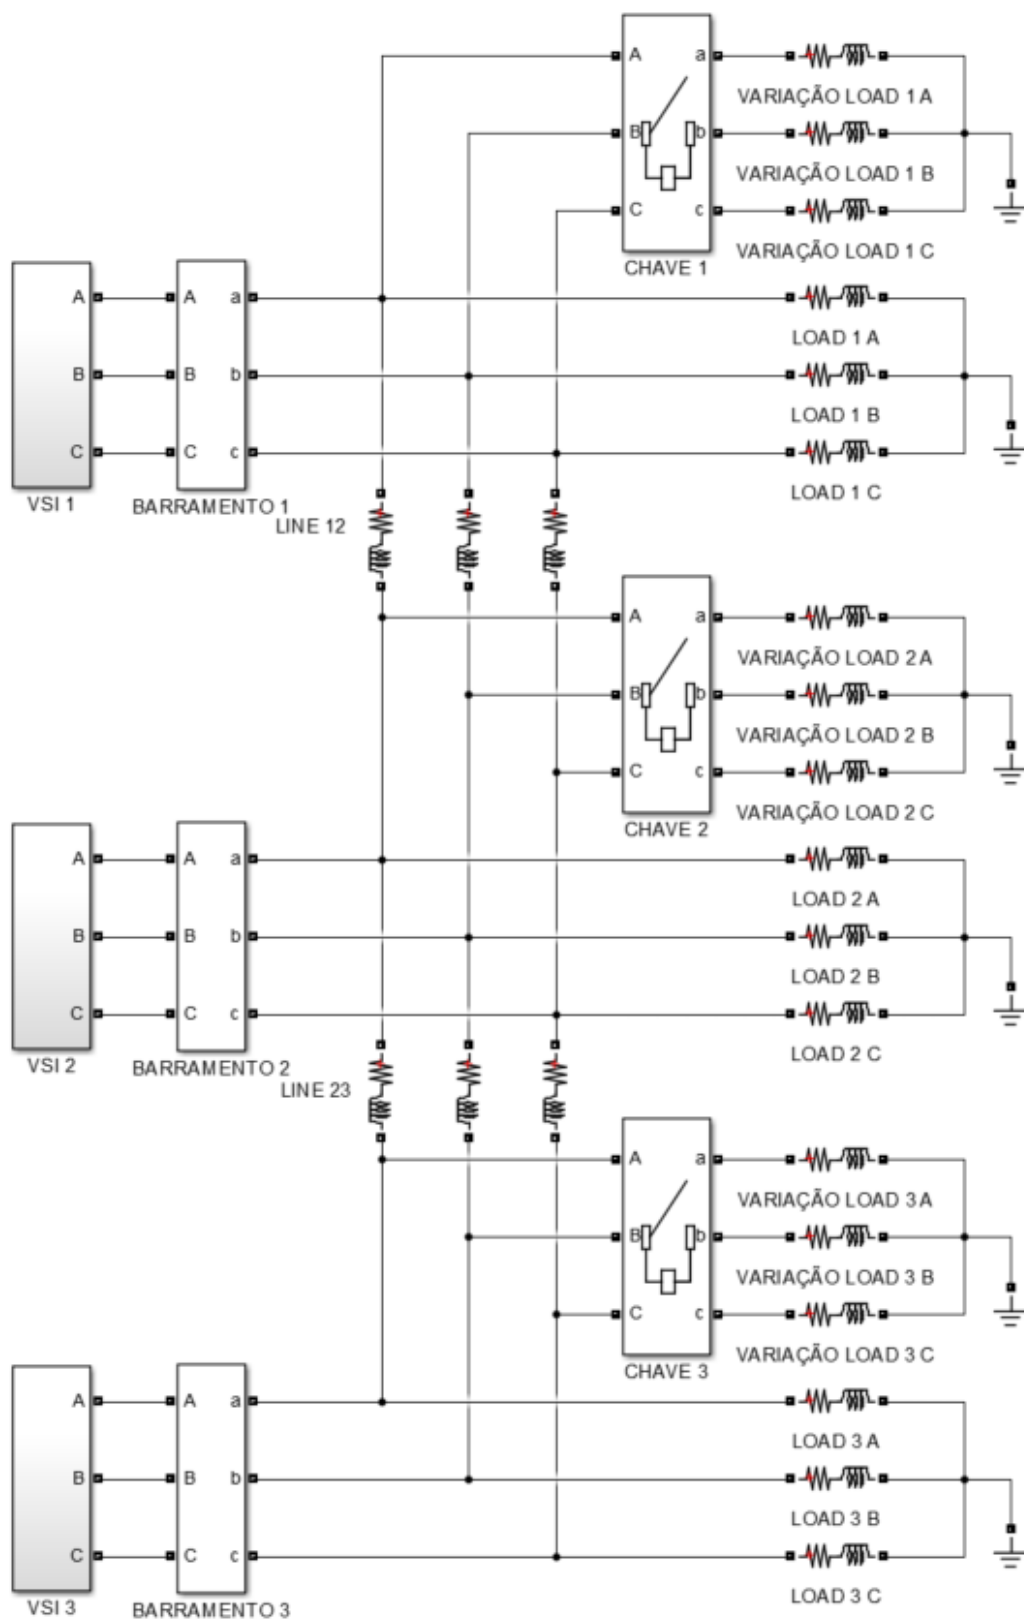 A a
VARIAÇÃO LOAD 1 A
B b
VARIAÇÃO LOAD 1 B
C c
VARIAÇÃO LOAD 1 C
CHAVE 1
A A a
LOAD 1 A
B B b
LOAD 1 B
C C c
LOAD 1 C
VSI 1
BARRAMENTO 1
LINE 12
A a
VARIAÇÃO LOAD 2 A
B b
VARIAÇÃO LOAD 2 B
C c
VARIAÇÃO LOAD 2 C
CHAVE 2
A A a
LOAD 2 A
B B b
LOAD 2 B
C C c
LOAD 2 C
VSI 2
BARRAMENTO 2
LINE 23
A a
VARIAÇÃO LOAD 3 A
B b
VARIAÇÃO LOAD 3 B
C c
VARIAÇÃO LOAD 3 C
CHAVE 3
A A a
LOAD 3 A
B B b
LOAD 3 B
C C c
LOAD 3 C
VSI 3
BARRAMENTO 3